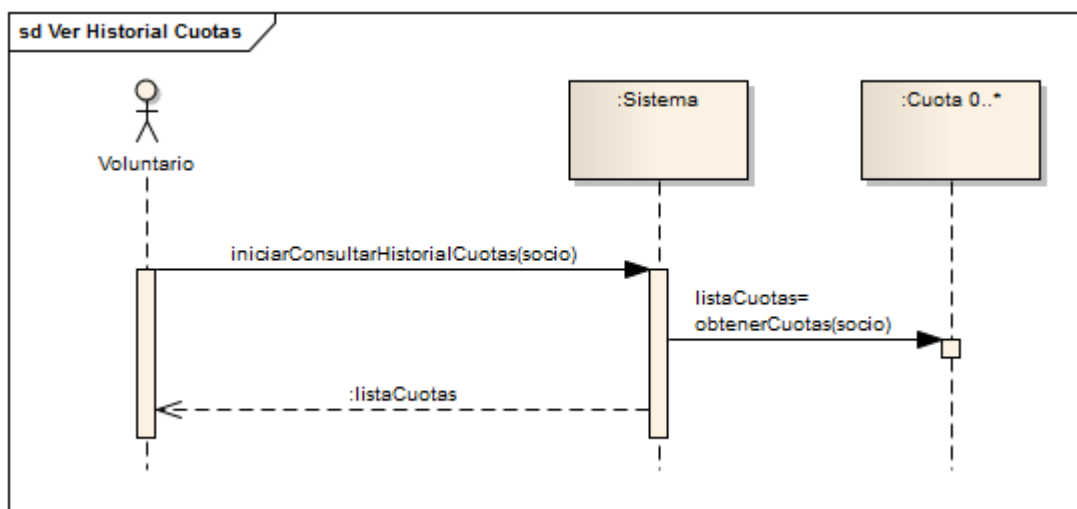 sd Ver Historial Cuotas
Voluntario
:Sistema
:Cuota 0..*
iniciarConsultarHistorialCuotas(socio)
listaCuotas=
obtenerCuotas(socio)
:listaCuotas